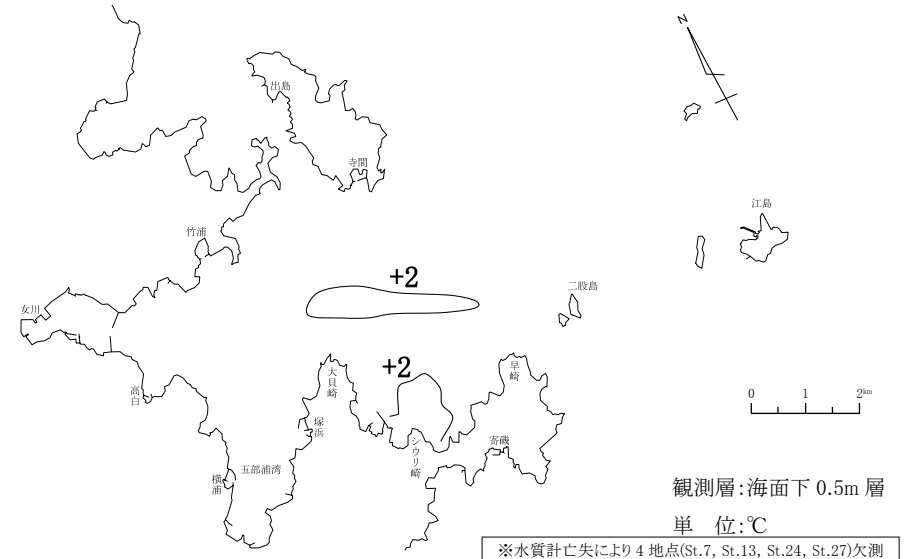 N
出島
寺間
江島
竹浦
+2
二股島
女川
+2
大貝崎
早崎
高白
0 1 2km
塚浜
シウリ崎
寄磯
五部浦湾
横浦
観測層:海面下 0.5m 層
単 位:℃
※水質計亡失により 4 地点(St.7, St.13, St.24, St.27)欠測